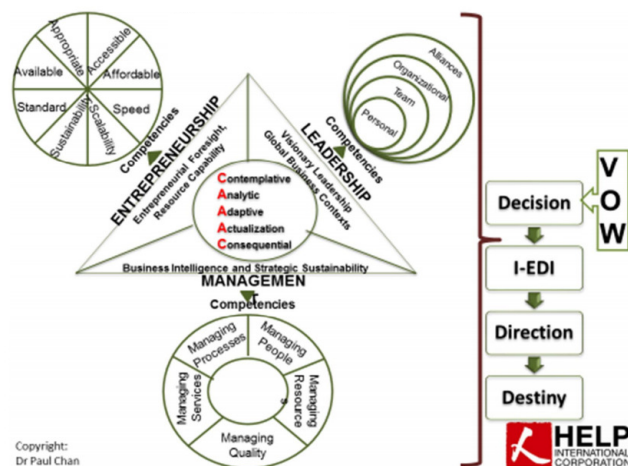 Appropriate
Accessible
Available
Affordable
Standard
Speed
Sustainability
Scalability
Competencies
ENTREPRENEURSHIP
Entrepreneurial Foresight,
Resource Capability
Alliances
Organizational
Team
Personal
Competencies
LEADERSHIP
Visionary Leadership
Global Business Contexts
Contemplative
Analytic
Adaptive
Actualization
Consequential
Business Intelligence and Strategic Sustainability
MANAGEMEN
T
Competencies
Managing
Processes
Managing
People
Managing
Services
Managing
Resource
s
Managing Quality
VOW
Decision
I-EDI
Direction
Destiny
Copyright:
Dr Paul Chan
HELP
INTERNATIONAL
CORPORATION